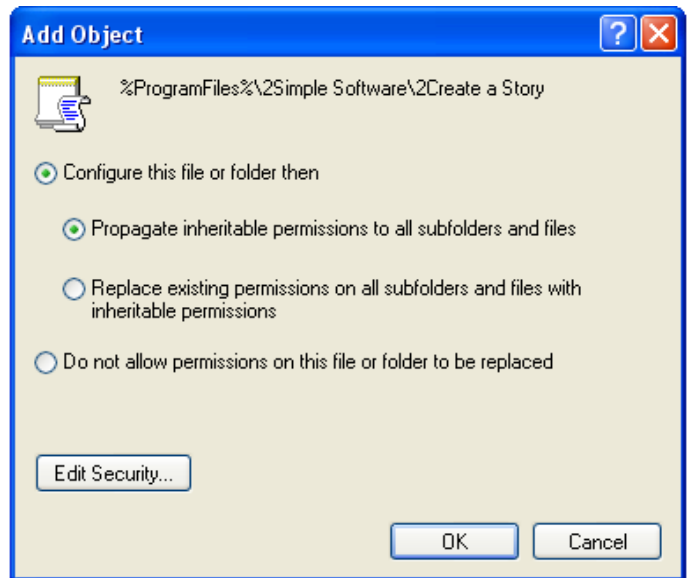 Add Object
?
%ProgramFiles%\2Simple Software\2Create a Story
Configure this file or folder then
Propagate inheritable permissions to all subfolders and files
Replace existing permissions on all subfolders and files with
inheritable permissions
Do not allow permissions on this file or folder to be replaced
Edit Security...
OK Cancel